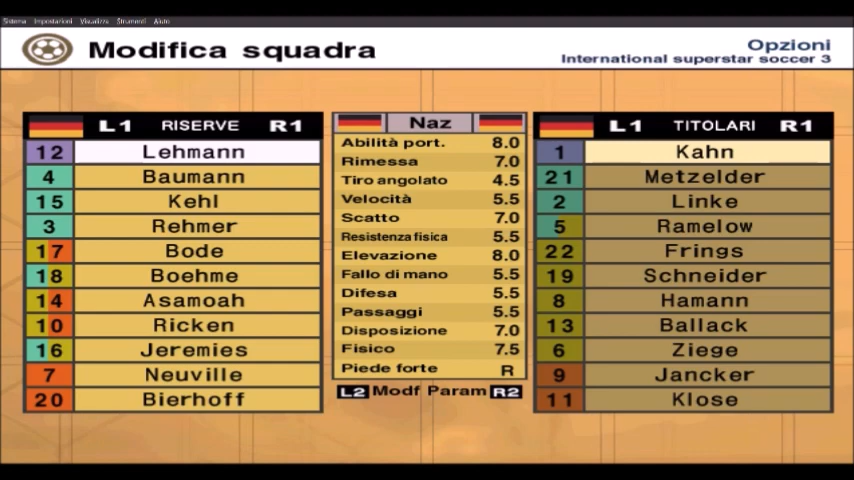 Sistema Impostazioni Visualizza Strumenti Aiuto
Modifica squadra
Opzioni
International superstar soccer 3
L1 RISERVE R1
12 Lehmann
4 Baumann
15 Kehl
3 Rehmer
17 Bode
18 Boehme
14 Asamoah
10 Ricken
16 Jeremies
7 Neuville
20 Bierhoff
Naz
Abilità port. 8.0
Rimessa 7.0
Tiro angolato 4.5
Velocità 5.5
Scatto 7.0
Resistenza fisica 5.5
Elevazione 8.0
Fallo di mano 5.5
Difesa 5.5
Passaggi 5.5
Disposizione 7.0
Fisico 7.5
Piede forte R
L2 Modf Param R2
L1 TITOLARI R1
1 Kahn
21 Metzelder
2 Linke
5 Ramelow
22 Frings
19 Schneider
8 Hamann
13 Ballack
6 Ziege
9 Jancker
11 Klose